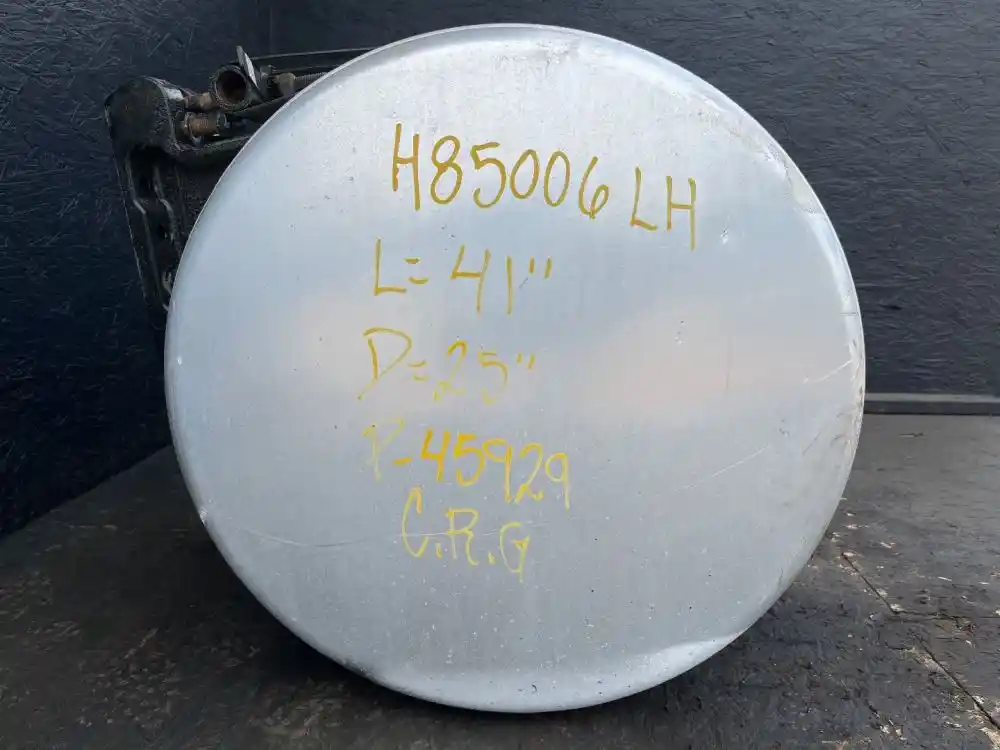 H85006 LH
L= 41"
D=25"
P-45929
C.R.G